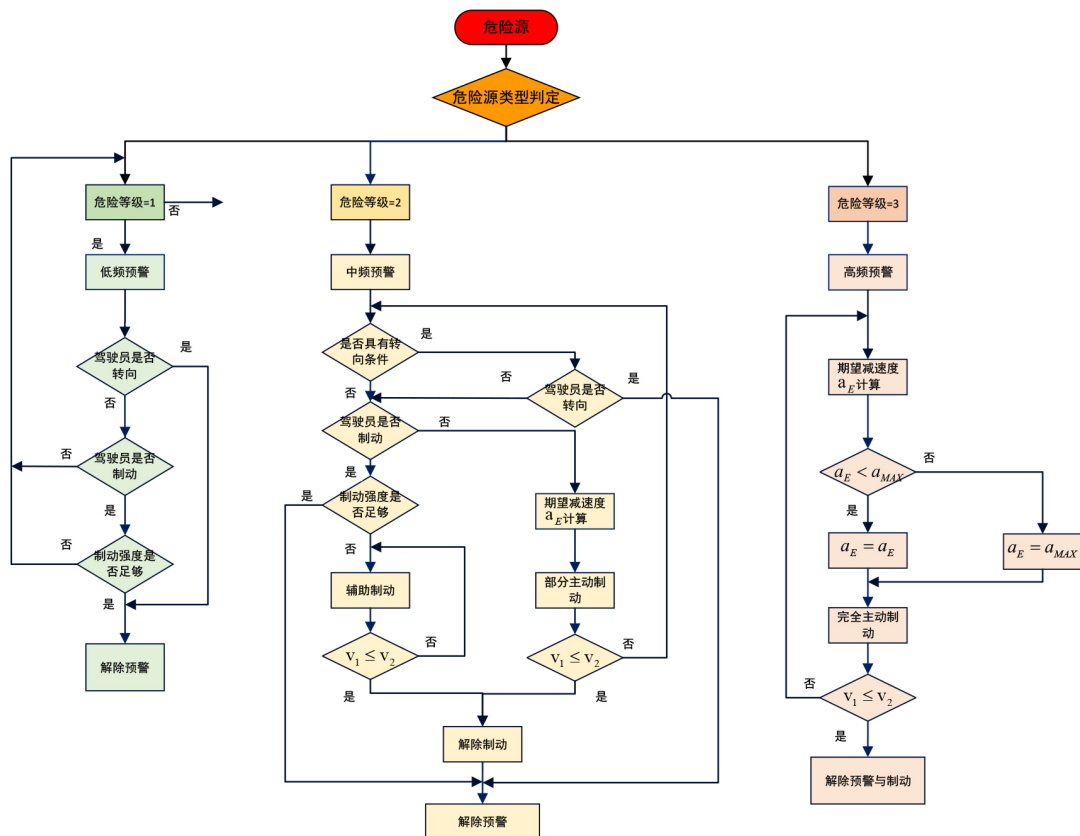 危险源
危险源类型判定
危险等级=1
否
是
低频预警
驾驶员是否
转向
是
否
驾驶员是否
制动
否
是
制动强度是
否足够
否
是
解除预警
危险等级=2
中频预警
是否具有转
向条件
是
否
驾驶员是否
转向
否
是
驾驶员是否
制动
否
是
制动强度是
否足够
是
否
辅助制动
v₁ ≤ v₂
否
是
期望减速度
a_E计算
部分主动制
动
v₁ ≤ v₂
否
是
解除制动
解除预警
危险等级=3
高频预警
期望减速度
a_E计算
a_E < a_MAX
否
是
a_E = a_E
a_E = a_MAX
完全主动制
动
v₁ ≤ v₂
否
是
解除预警与制动